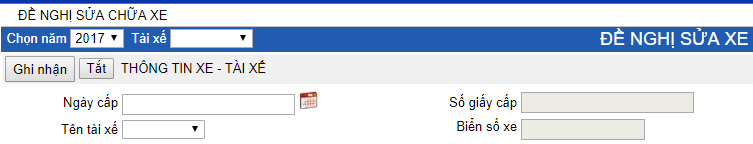 ĐỀ NGHỊ SỬA CHỮA XE
Chọn năm 2017 Tài xế ĐỀ NGHỊ SỬA XE
Ghi nhận Tắt THÔNG TIN XE - TÀI XẾ
Ngày cấp Số giấy cấp
Tên tài xế Biển số xe